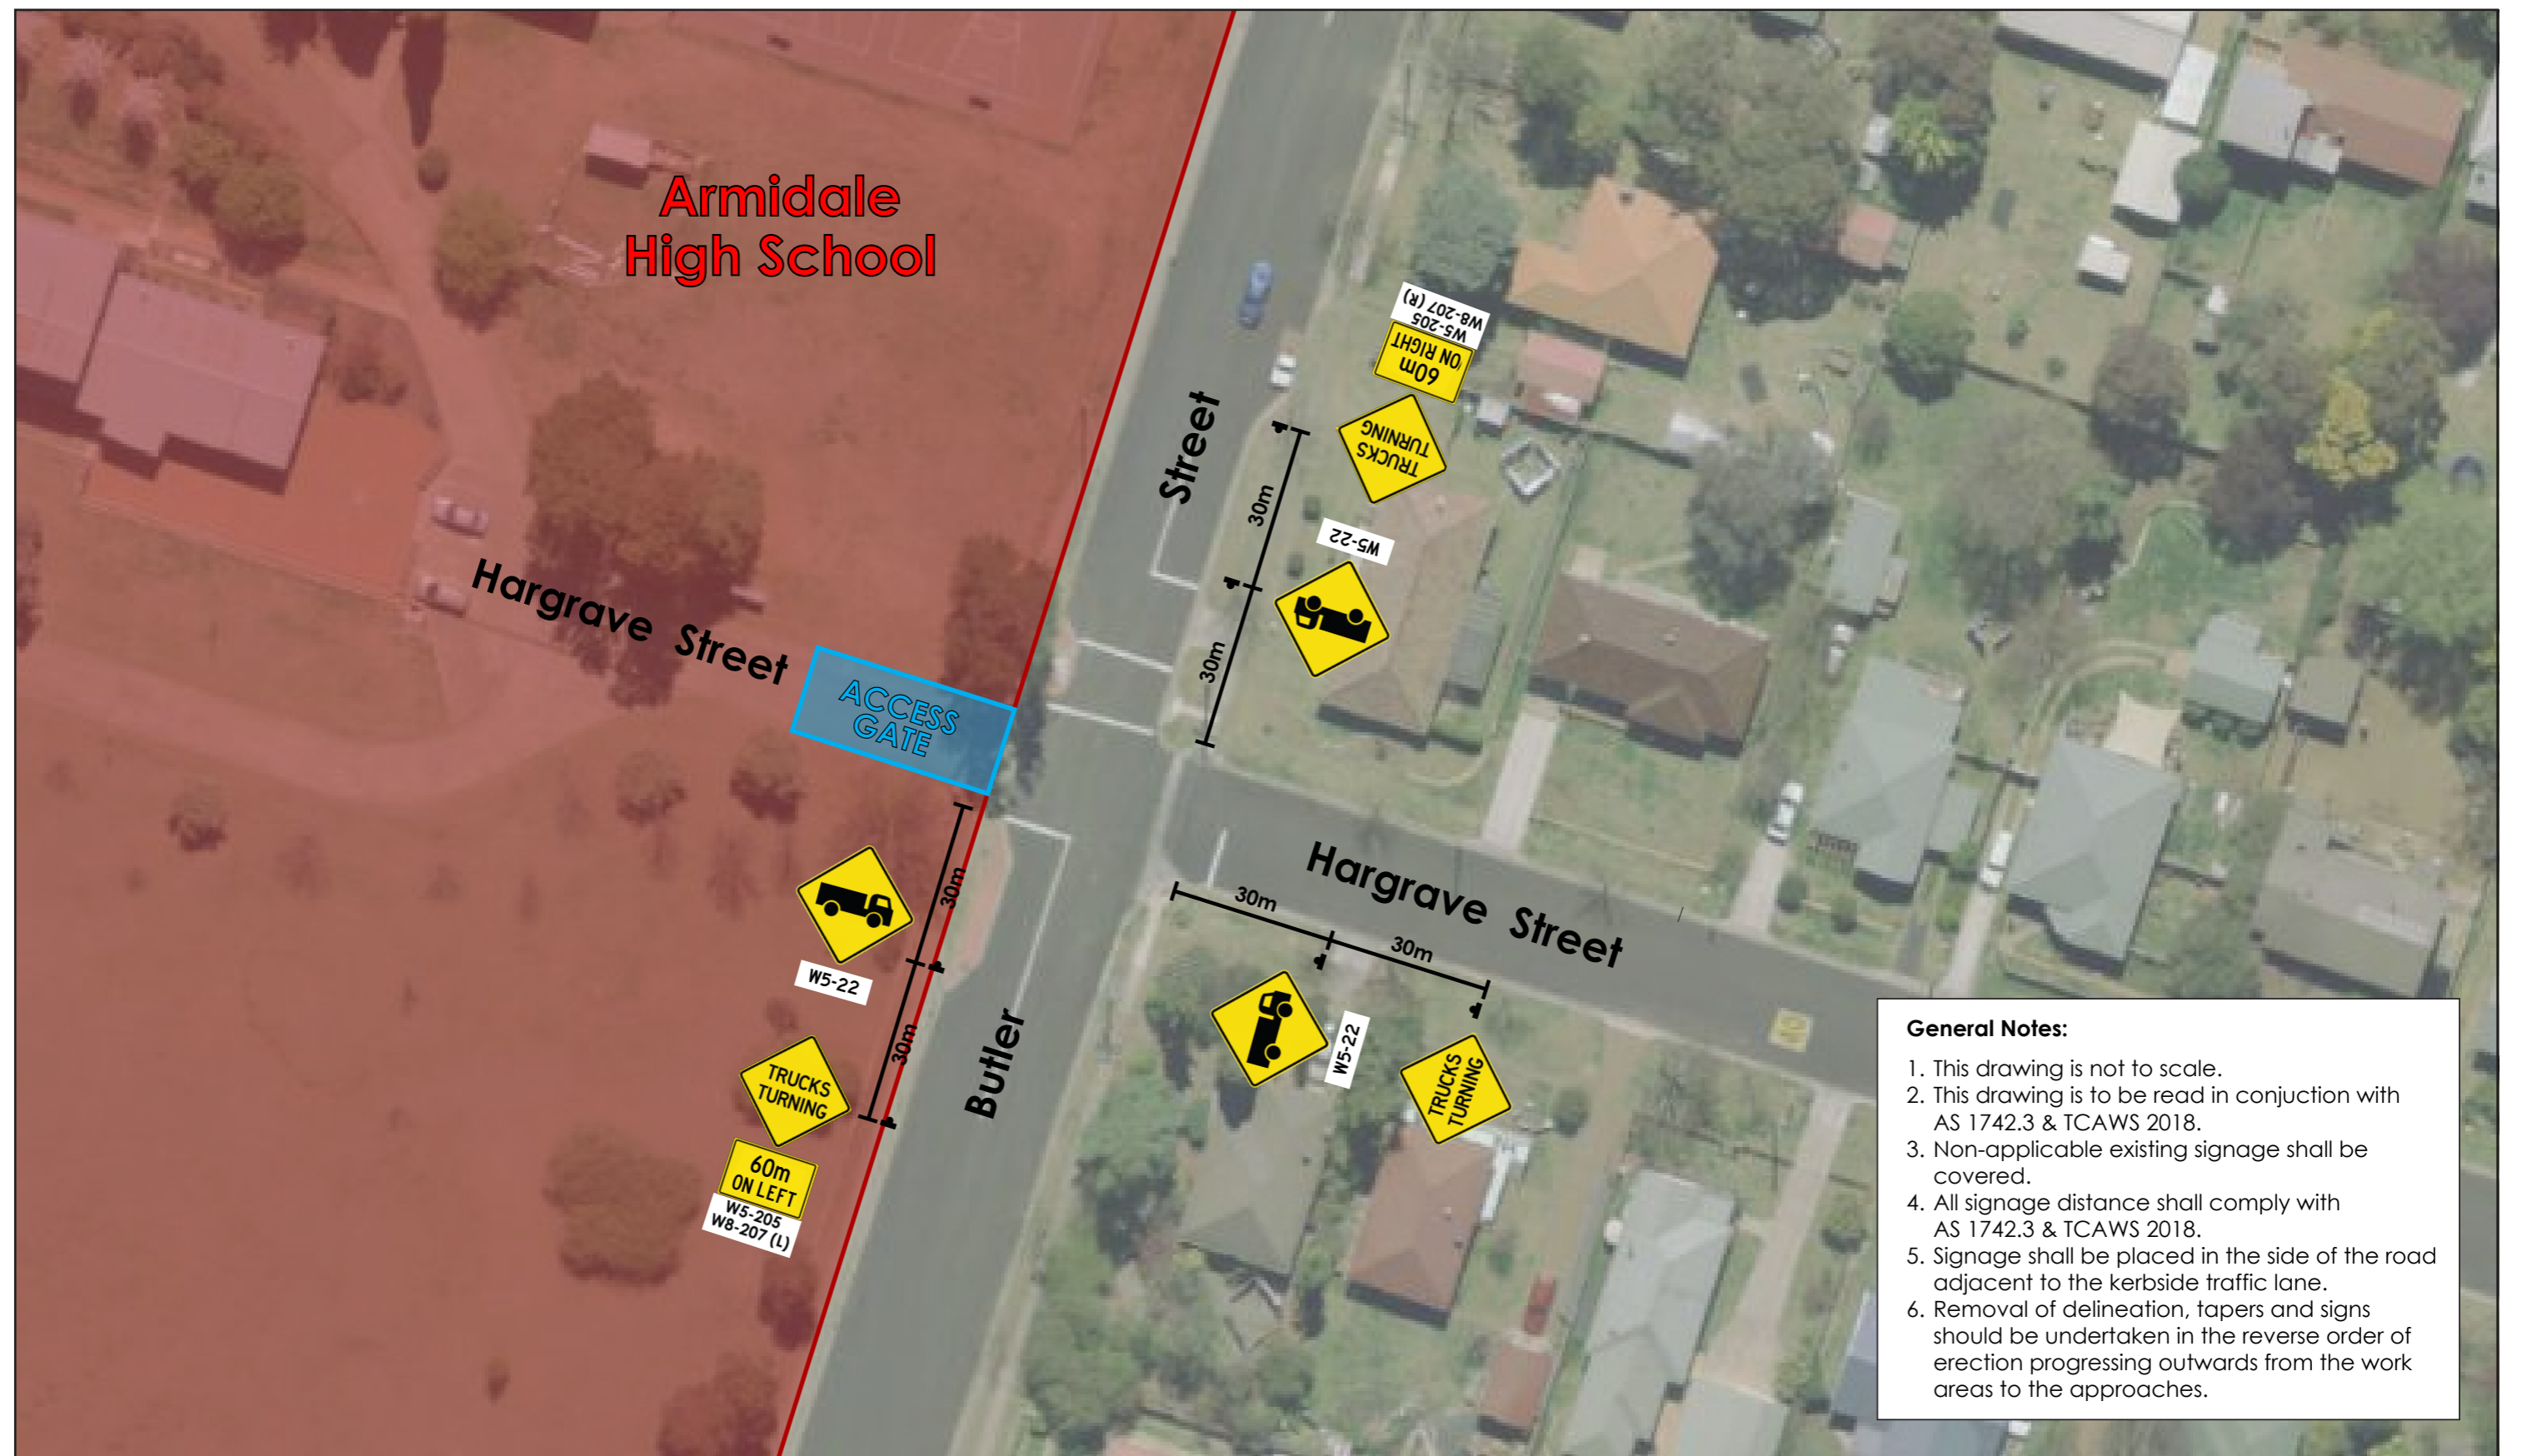 Armidale
High School
W5-205
W8-207 (R)
60m
ON RIGHT
TRUCKS
TURNING
Street
30m
W5-22
30m
Hargrave Street
ACCESS
GATE
30m
W5-22
30m
TRUCKS
TURNING
60m
ON LEFT
W5-205
W8-207 (L)
Butler
Hargrave Street
30m
30m
W5-22
TRUCKS
TURNING
General Notes:
1. This drawing is not to scale.
2. This drawing is to be read in conjuction with
AS 1742.3 & TCAWS 2018.
3. Non-applicable existing signage shall be
covered.
4. All signage distance shall comply with
AS 1742.3 & TCAWS 2018.
5. Signage shall be placed in the side of the road
adjacent to the kerbside traffic lane.
6. Removal of delineation, tapers and signs
should be undertaken in the reverse order of
erection progressing outwards from the work
areas to the approaches.